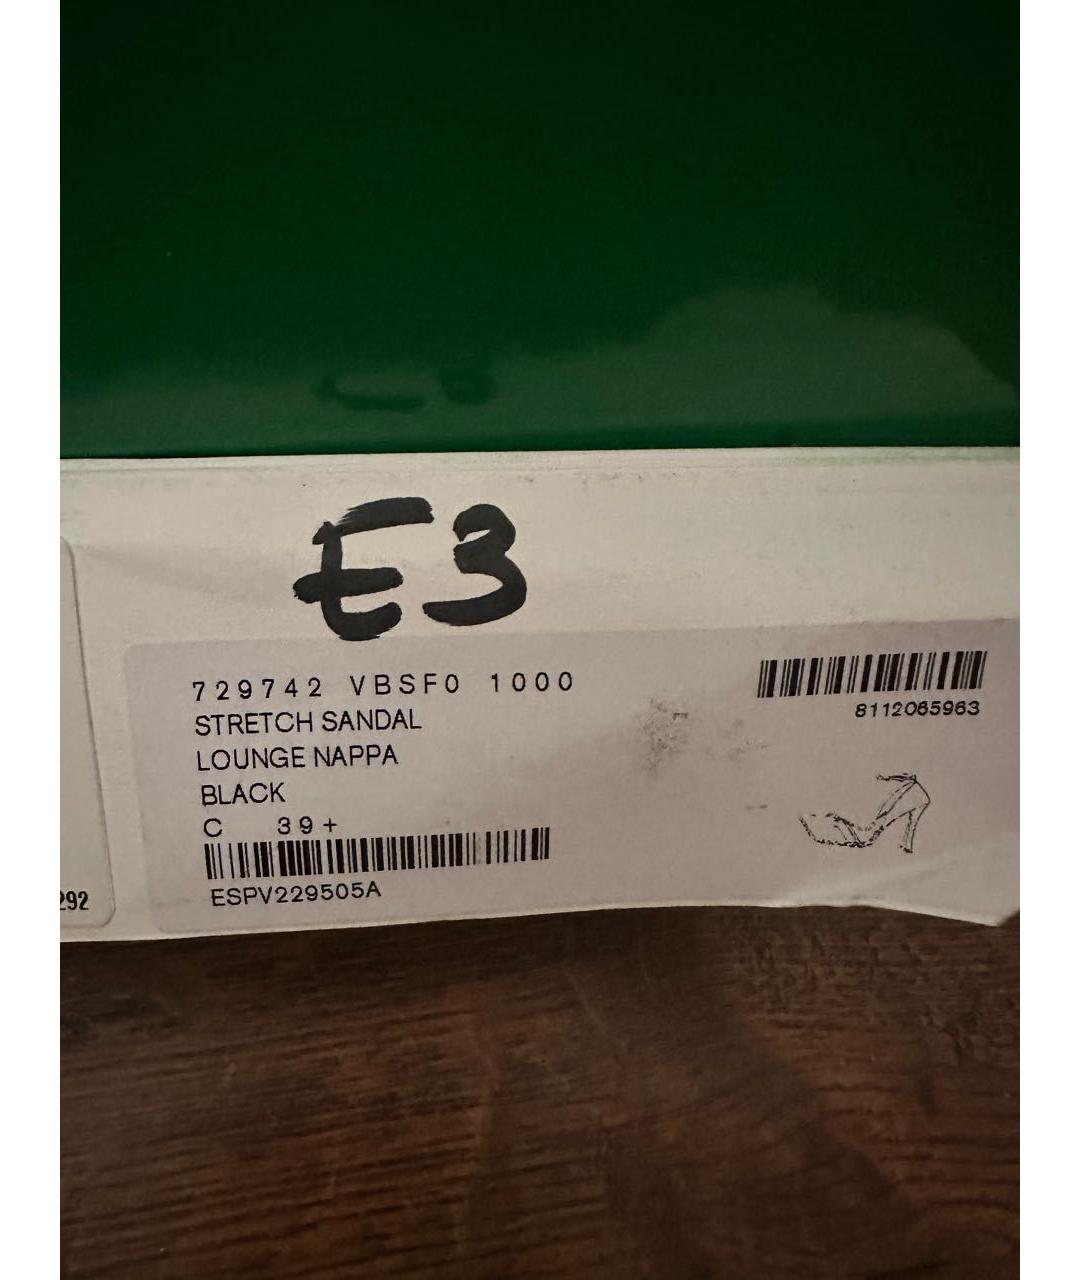 E3
729742 VBSF0 1000
8112065963
STRETCH SANDAL
LOUNGE NAPPA
BLACK
C 39+
ESPV229505A
292